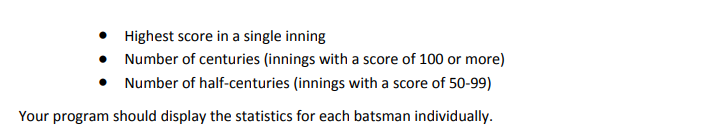 ● Highest score in a single inning
● Number of centuries (innings with a score of 100 or more)
● Number of half-centuries (innings with a score of 50-99)
Your program should display the statistics for each batsman individually.